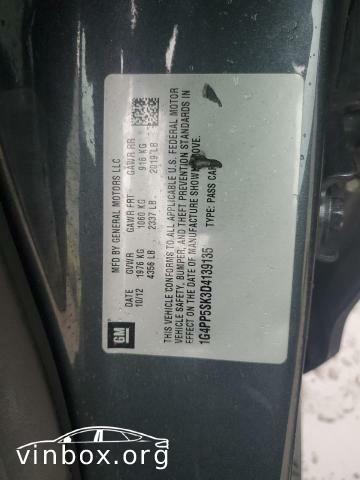 MFD BY GENERAL MOTORS LLC
DATE GVWR GAWR FRT GAWR RR
10/12 1976 KG 1060 KG 916 KG
4356 LB 2337 LB 2019 LB
THIS VEHICLE CONFORMS TO ALL APPLICABLE U.S. FEDERAL MOTOR
VEHICLE SAFETY, BUMPER, AND THEFT PREVENTION STANDARDS IN
EFFECT ON THE DATE OF MANUFACTURE SHOWN ABOVE.
1G4PP5SK3D4139135 TYPE: PASS CAR
GM
vinbox.org